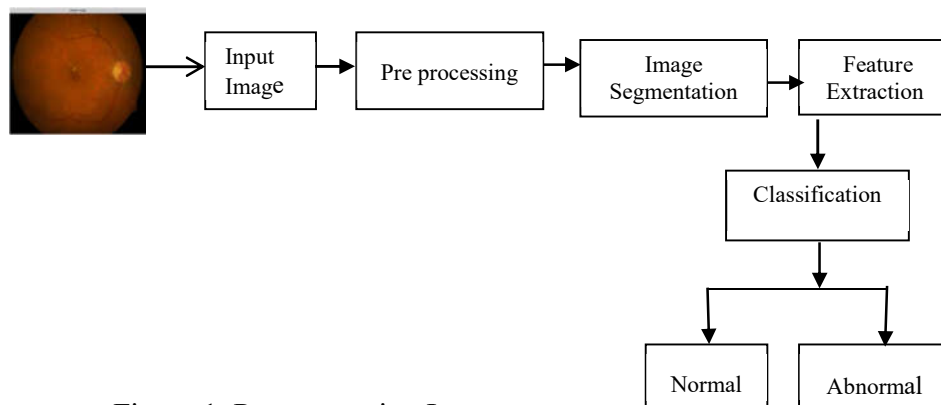 Input
Image
Pre processing
Image
Segmentation
Feature
Extraction
Classification
Normal
Abnormal